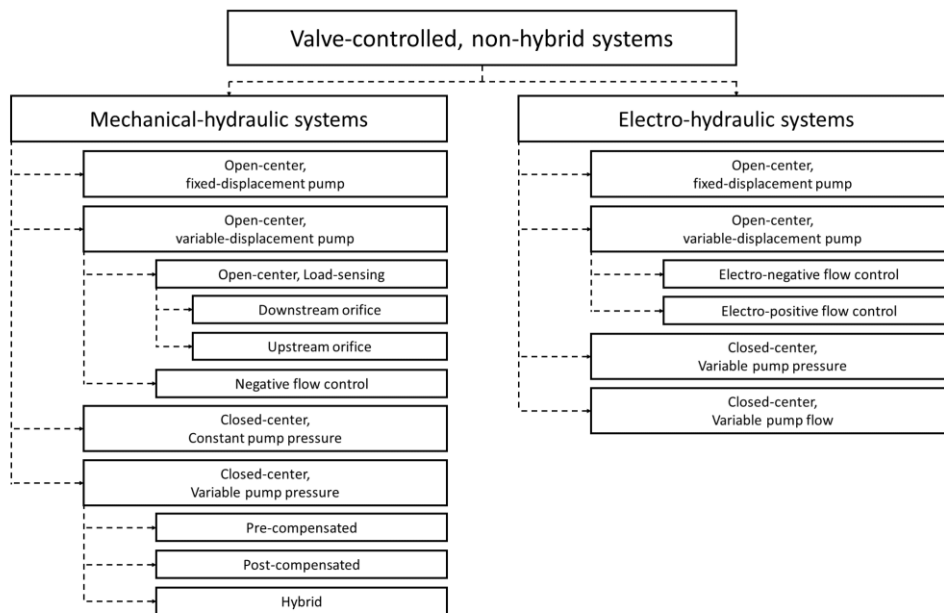 Valve-controlled, non-hybrid systems
Mechanical-hydraulic systems
Open-center,
fixed-displacement pump
Open-center,
variable-displacement pump
Open-center, Load-sensing
Downstream orifice
Upstream orifice
Negative flow control
Closed-center,
Constant pump pressure
Closed-center,
Variable pump pressure
Pre-compensated
Post-compensated
Hybrid
Electro-hydraulic systems
Open-center,
fixed-displacement pump
Open-center,
variable-displacement pump
Electro-negative flow control
Electro-positive flow control
Closed-center,
Variable pump pressure
Closed-center,
Variable pump flow